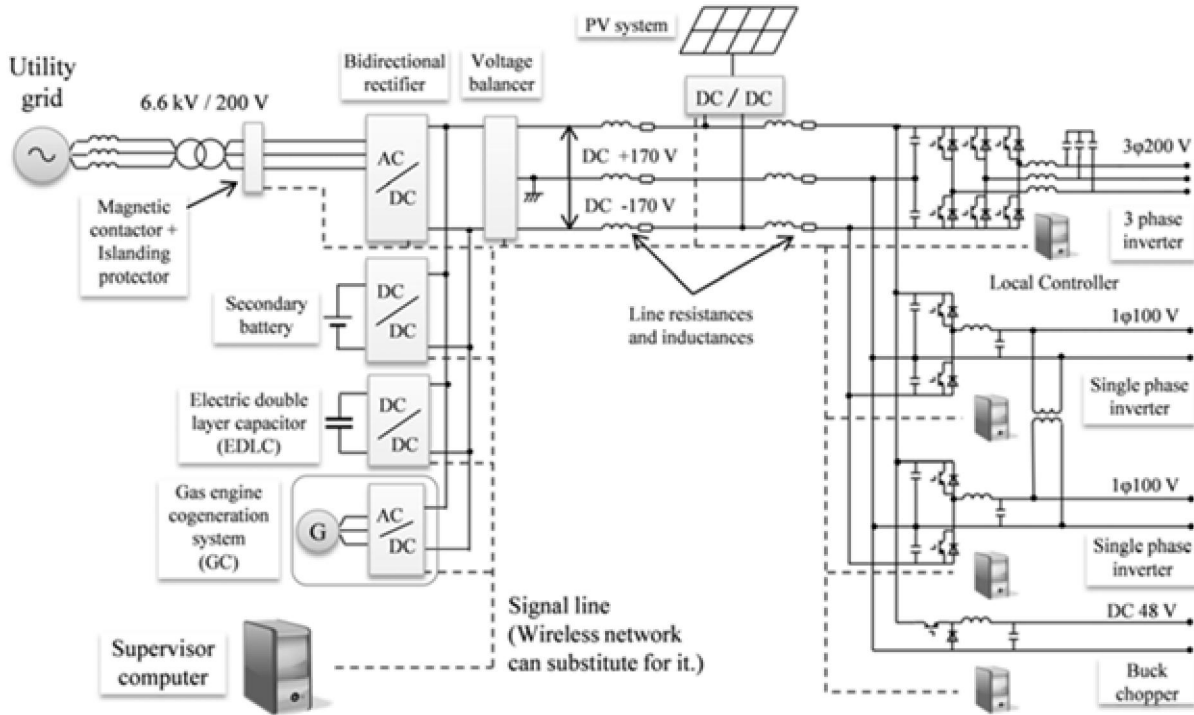 PV system
Utility
grid
6.6 kV / 200 V
Bidirectional
rectifier
Voltage
balancer
DC / DC
AC
DC
DC +170 V
DC -170 V
3φ200 V
3 phase
inverter
Magnetic
contactor +
Islanding
protector
Local Controller
Secondary
battery
DC
DC
Line resistances
and inductances
1φ100 V
Single phase
inverter
Electric double
layer capacitor
(EDLC)
DC
DC
Gas engine
cogeneration
system
(GC)
G
AC
DC
1φ100 V
Single phase
inverter
Signal line
(Wireless network
can substitute for it.)
DC 48 V
Buck
chopper
Supervisor
computer